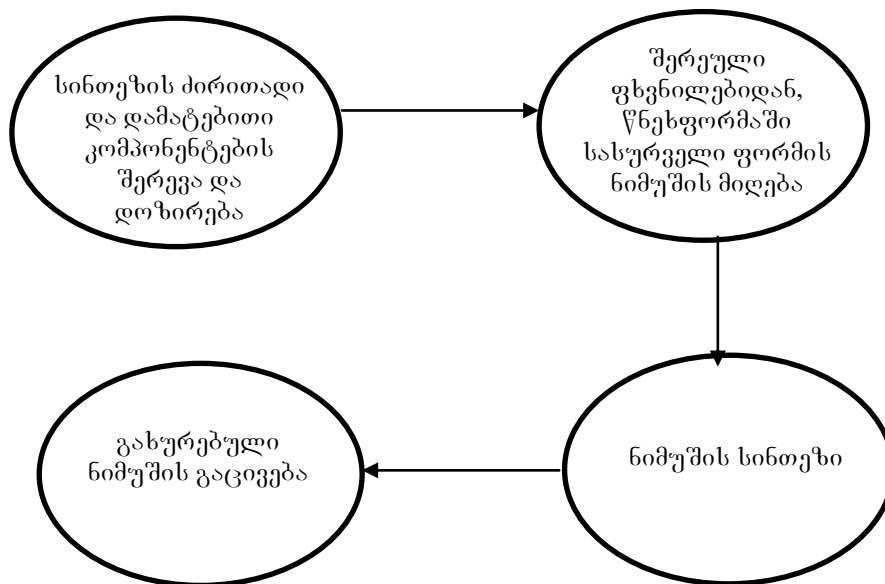 სინთეზის ძირითადი
და დამატებითი
კომპონენტების
შერევა და
დოზირება
შერეული
ფხვნილებიდან,
წნეხფორმაში
სასურველი ფორმის
ნიმუშის მიღება
ნიმუშის სინთეზი
გახურებული
ნიმუშის გაცივება